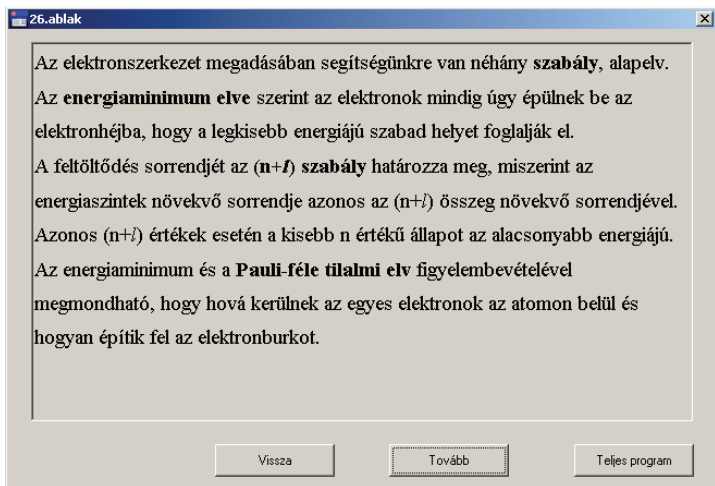 26.ablak
Az elektronszerkezet megadásában segítségünkre van néhány szabály, alapelv.
Az energiaminimum elve szerint az elektronok mindig úgy épülnek be az
elektronhéjba, hogy a legkisebb energiájú szabad helyet foglalják el.
A feltöltődés sorrendjét az (n+l) szabály határozza meg, miszerint az
energiaszintek növekvő sorrendje azonos az (n+l) összeg növekvő sorrendjével.
Azonos (n+l) értékek esetén a kisebb n értékű állapot az alacsonyabb energiájú.
Az energiaminimum és a Pauli-féle tilalmi elv figyelembevételével
megmondható, hogy hová kerülnek az egyes elektronok az atomon belül és
hogyan építik fel az elektronburkot.
Vissza Tovább Teljes program